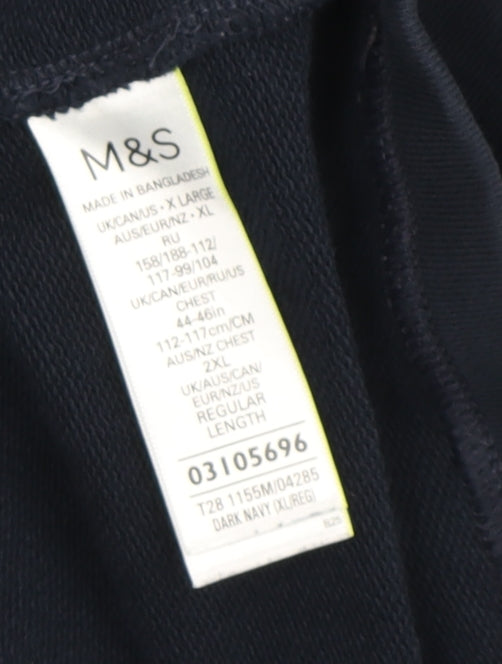 M&S
MADE IN BANGLADESH
UK/CAN/US · X LARGE
AUS/EUR/NZ · XL
RU
158/188-112/
117-99/104
UK/CAN/EUR/RU/US
CHEST
44-46in
112-117cm/CM
AUS/NZ CHEST
2XL
UK/AUS/CAN/
EUR/NZ/US
REGULAR
LENGTH
03105696
T28 1155M/04285
DARK NAVY (XL/REG)